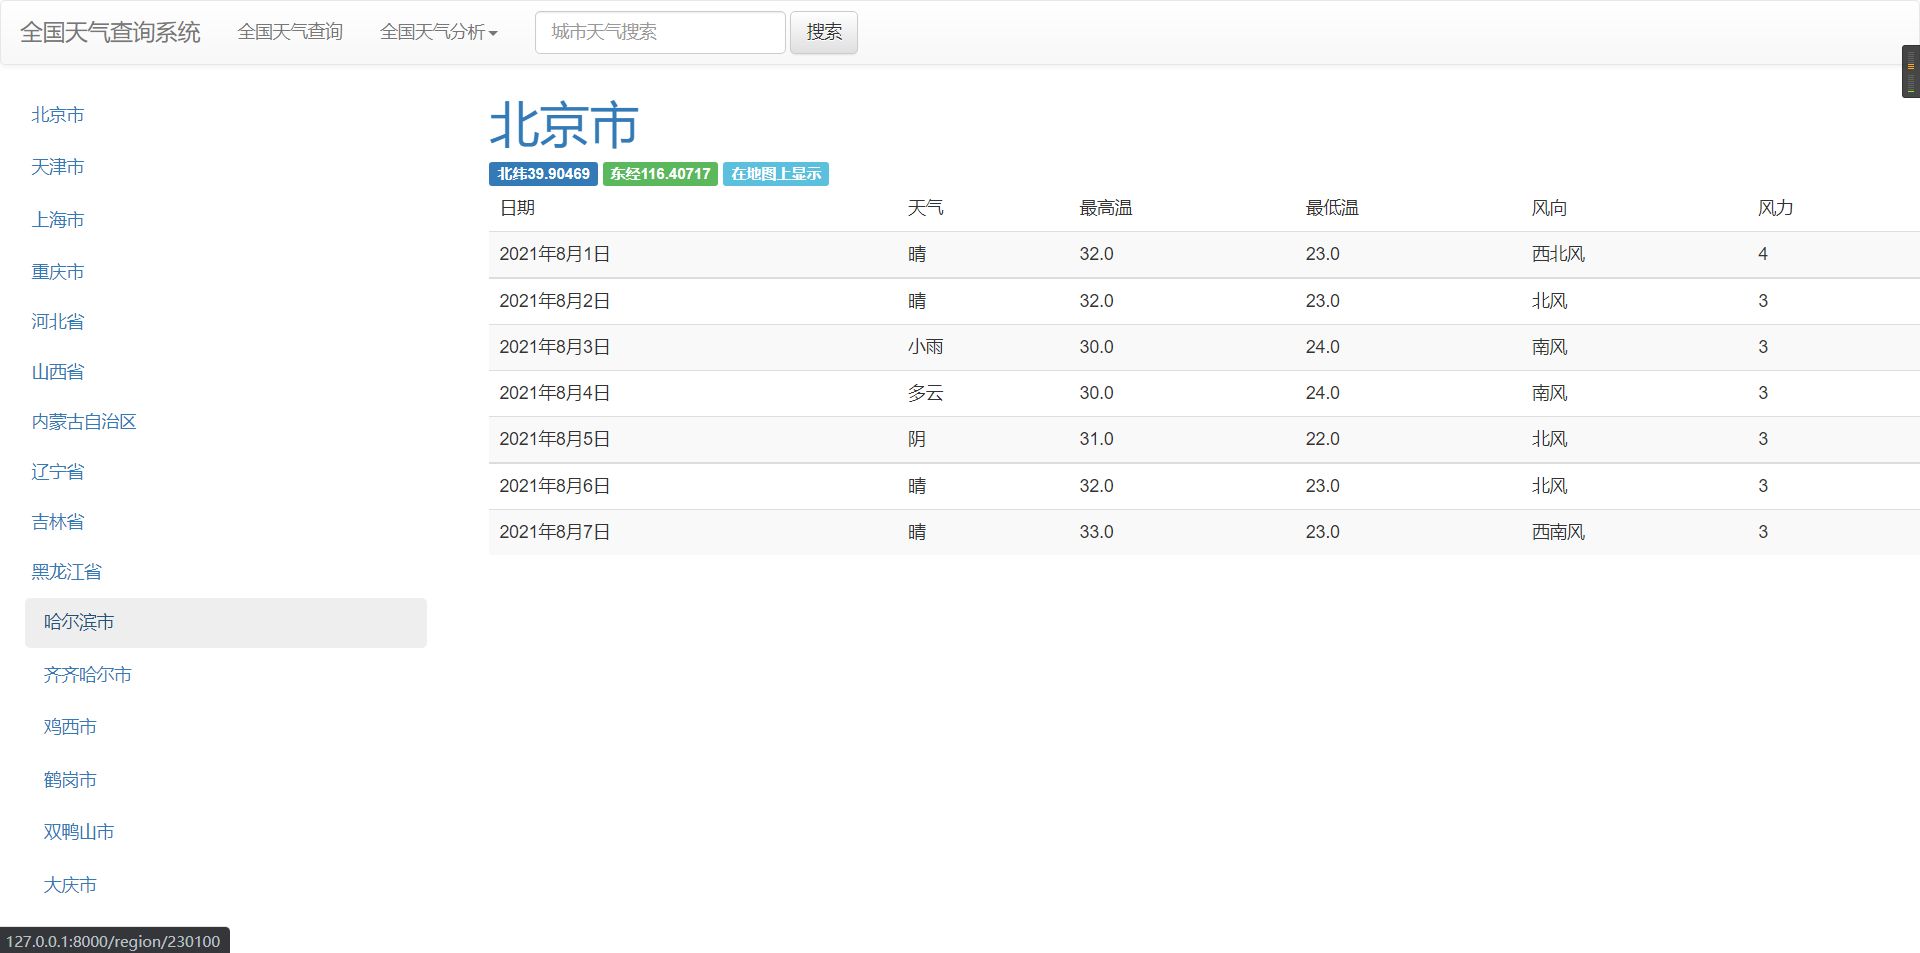 全国天气查询系统 全国天气查询 全国天气分析 城市天气搜索 搜索
北京市
天津市
上海市
重庆市
河北省
山西省
内蒙古自治区
辽宁省
吉林省
黑龙江省
哈尔滨市
齐齐哈尔市
鸡西市
鹤岗市
双鸭山市
大庆市
北京市
北纬39.90469 东经116.40717 在地图上显示
日期 天气 最高温 最低温 风向 风力
2021年8月1日 晴 32.0 23.0 西北风 4
2021年8月2日 晴 32.0 23.0 北风 3
2021年8月3日 小雨 30.0 24.0 南风 3
2021年8月4日 多云 30.0 24.0 南风 3
2021年8月5日 阴 31.0 22.0 北风 3
2021年8月6日 晴 32.0 23.0 北风 3
2021年8月7日 晴 33.0 23.0 西南风 3
127.0.0.1:8000/region/230100